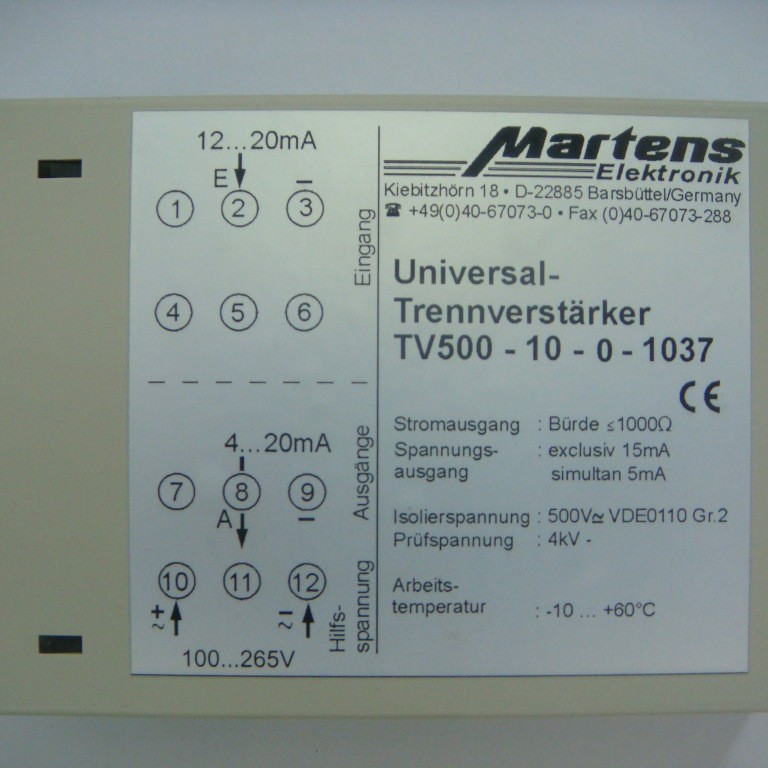 12...20mA
E –
1 2 3
Eingang
4 5 6
4...20mA
Ausgänge
7 8 9
A –
10 11 12
Hilfs-
spannung
≂ + ≂ –
100...265V
Martens
Elektronik
Kiebitzhörn 18 • D-22885 Barsbüttel/Germany
☎ +49(0)40-67073-0 • Fax (0)40-67073-288
Universal-
Trennverstärker
TV500 - 10 - 0 - 1037
CE
Stromausgang : Bürde ≤1000Ω
Spannungs- : exclusiv 15mA
ausgang simultan 5mA
Isolierspannung : 500V≃ VDE0110 Gr.2
Prüfspannung : 4kV -
Arbeits-
temperatur : -10 ... +60°C